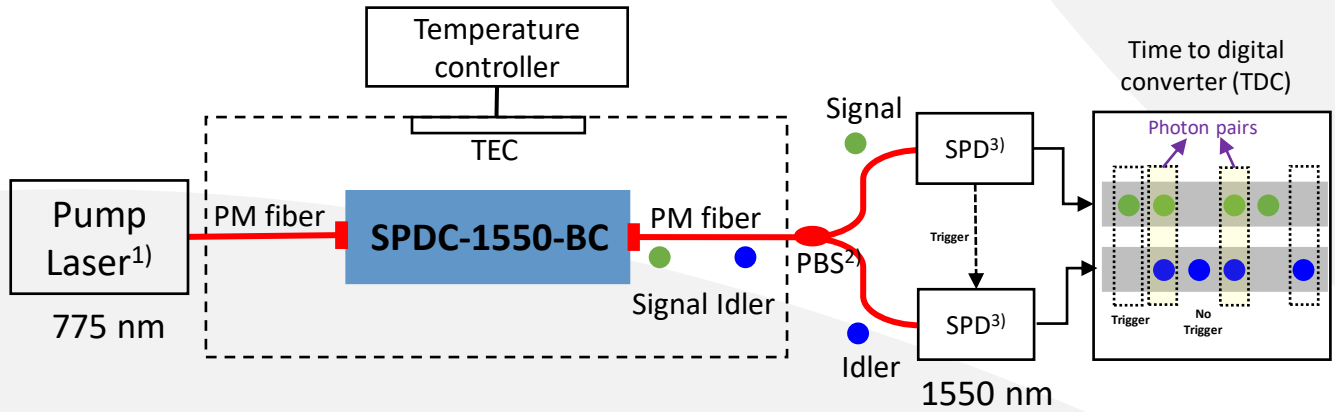 Temperature
controller
TEC
Pump
Laser1)
775 nm
PM fiber
SPDC-1550-BC
PM fiber
Signal Idler
PBS2)
Signal
Idler
SPD3)
Trigger
SPD3)
1550 nm
Time to digital
converter (TDC)
Photon pairs
Trigger
No
Trigger